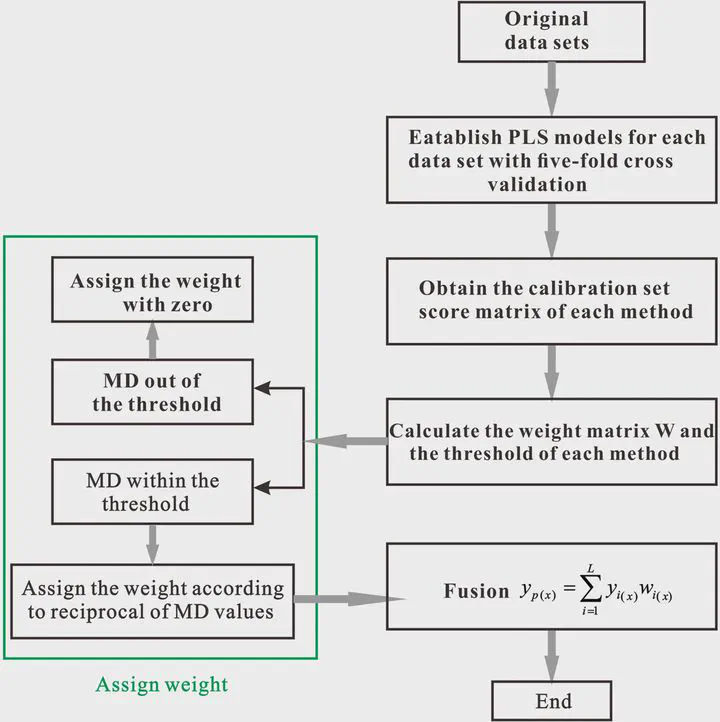 Original
data sets
Eatablish PLS models for each
data set with five-fold cross
validation
Obtain the calibration set
score matrix of each method
Calculate the weight matrix W and
the threshold of each method
Assign the weight
with zero
MD out of
the threshold
MD within the
threshold
Assign the weight according
to reciprocal of MD values
Assign weight
Fusion y_{p(x)} = \sum_{i=1}^{L} y_{i(x)} w_{i(x)}
End